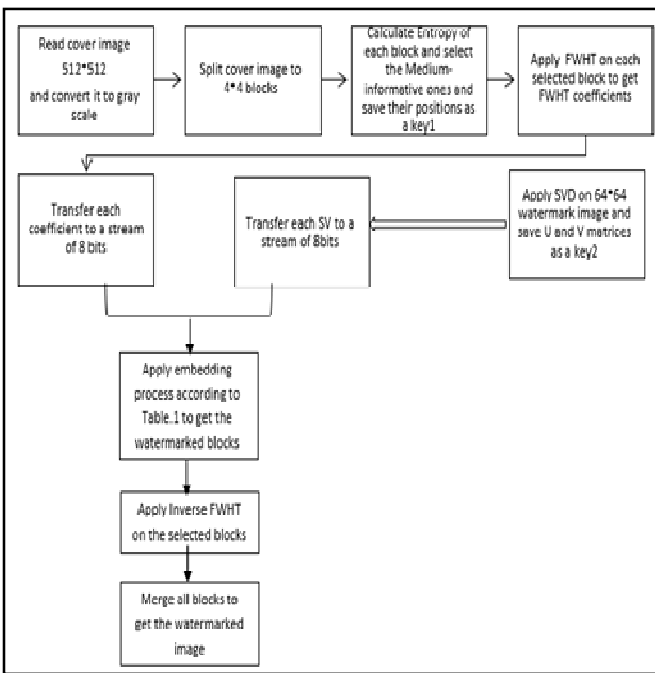 Read cover image
512*512
and convert it to gray
scale
Split cover image to
4*4 blocks
Calculate Entropy of
each block and select
the Medium-
informative ones and
save their positions as
a key1
Apply FWHT on each
selected block to get
FWHT coefficients
Transfer each
coefficient to a stream
of 8 bits
Transfer each SV to a
stream of 8bits
Apply SVD on 64*64
watermark image and
save U and V matrices
as a key2
Apply embedding
process according to
Table.1 to get the
watermarked blocks
Apply Inverse FWHT
on the selected blocks
Merge all blocks to
get the watermarked
image